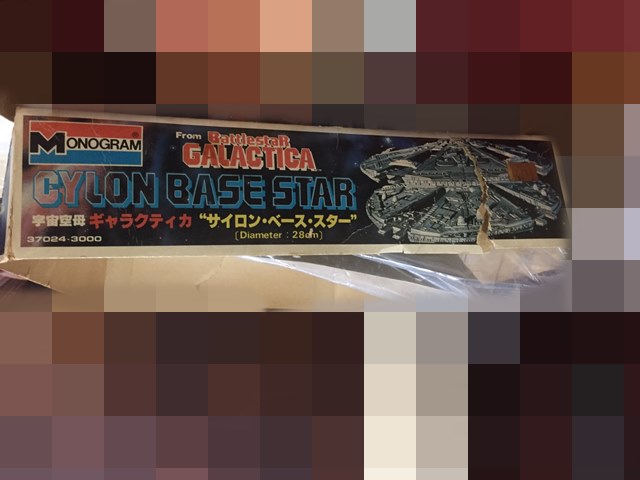 MONOGRAM
From BattlestaR
GALACTICA
CYLON BASE STAR
宇宙空母 ギャラクティカ “サイロン・ベース・スター”
37024-3000
(Diameter : 28cm)